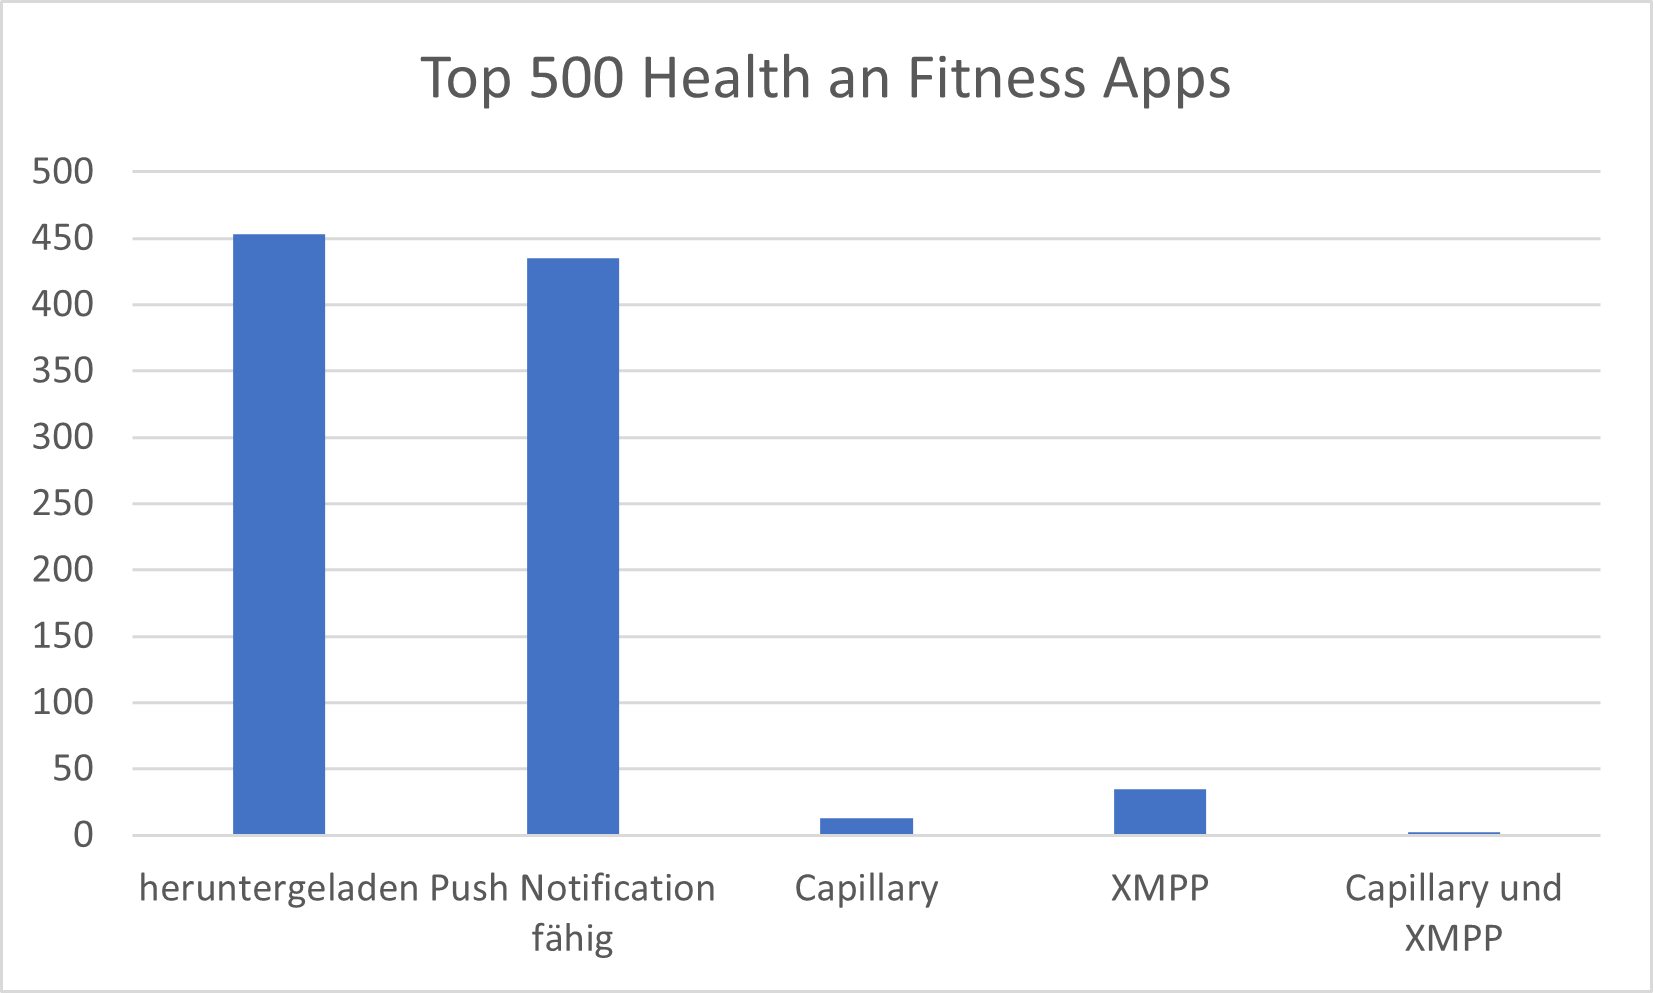 Top 500 Health an Fitness Apps
500
450
400
350
300
250
200
150
100
50
0
heruntergeladen
Push Notification
fähig
Capillary
XMPP
Capillary und
XMPP